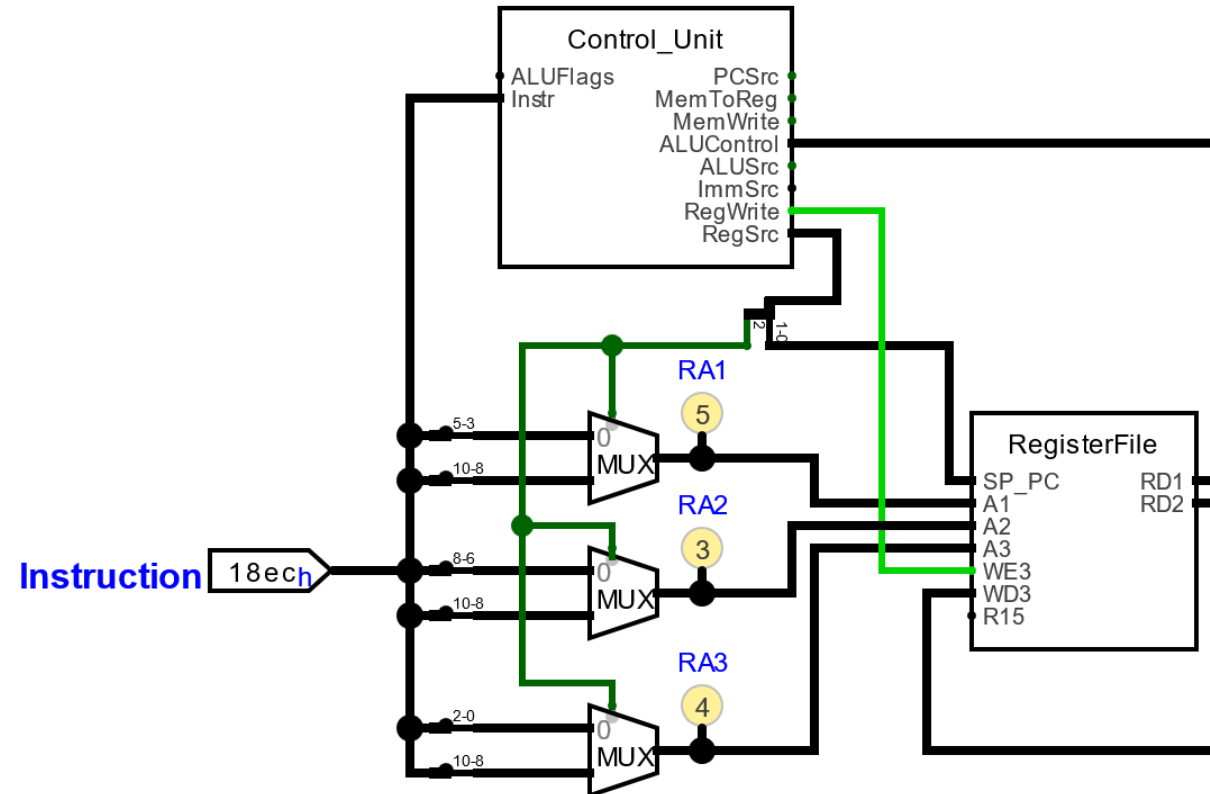 Control_Unit
ALUFlags
Instr
PCSrc
MemToReg
MemWrite
ALUControl
ALUSrc
ImmSrc
RegWrite
RegSrc
2
1-0
RA1
5
5-3
0
MUX
10-8
RegisterFile
SP_PC
A1
A2
A3
WE3
WD3
R15
RD1
RD2
RA2
3
8-6
0
MUX
10-8
Instruction
18ech
RA3
4
2-0
0
MUX
10-8